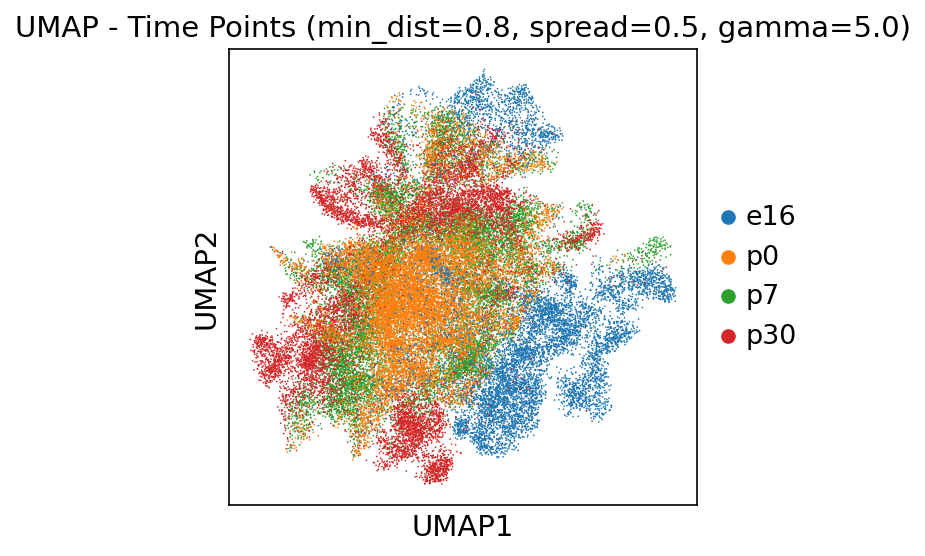 UMAP - Time Points (min_dist=0.8, spread=0.5, gamma=5.0)
UMAP2
e16
p0
p7
p30
UMAP1